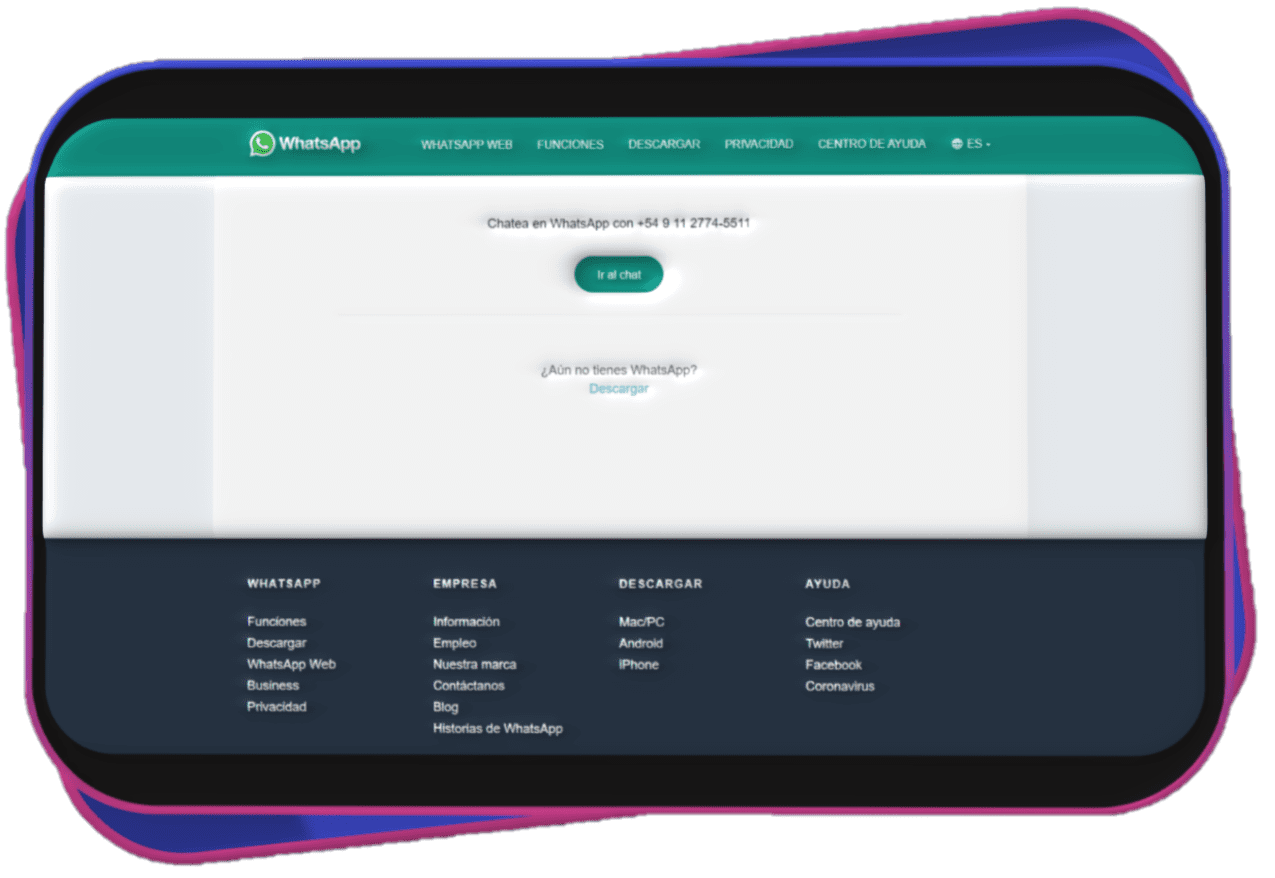 WhatsApp WHATSAPP WEB FUNCIONES DESCARGAR PRIVACIDAD CENTRO DE AYUDA ES
Chatea en WhatsApp con +54 9 11 2774-5511
Ir al chat
¿Aún no tienes WhatsApp?
Descargar
WHATSAPP
Funciones
Descargar
WhatsApp Web
Business
Privacidad
EMPRESA
Información
Empleo
Nuestra marca
Contáctanos
Blog
Historias de WhatsApp
DESCARGAR
Mac/PC
Android
iPhone
AYUDA
Centro de ayuda
Twitter
Facebook
Coronavirus